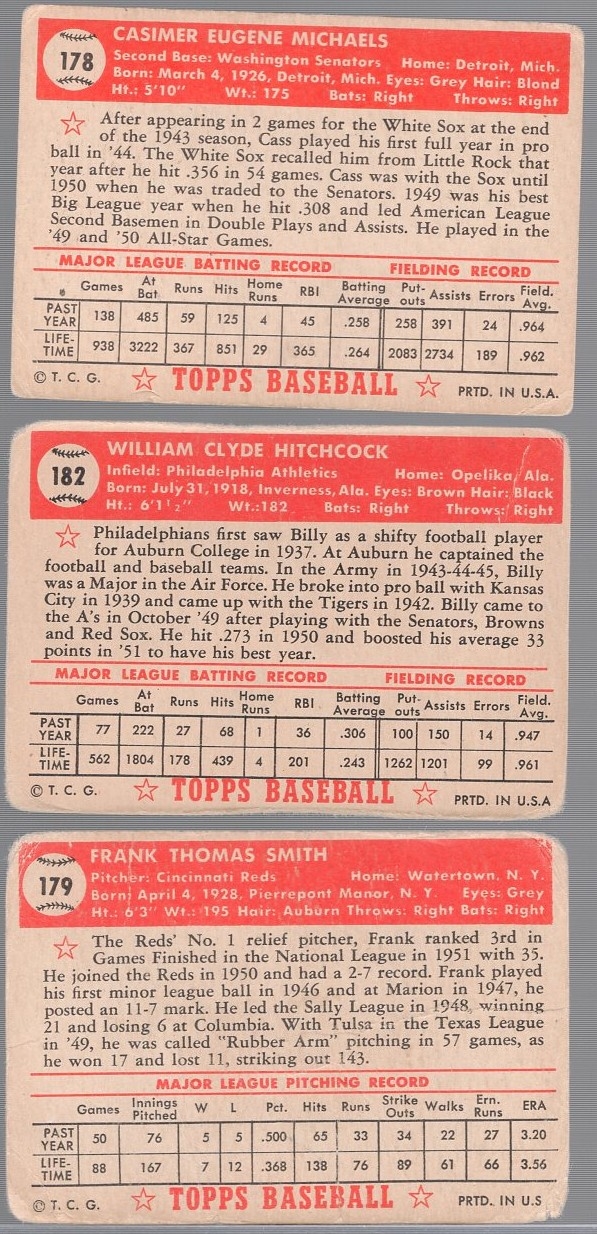 178
CASIMER EUGENE MICHAELS
Second Base: Washington Senators Home: Detroit, Mich.
Born: March 4, 1926, Detroit, Mich. Eyes: Grey Hair: Blond
Ht.: 5'10" Wt.: 175 Bats: Right Throws: Right
After appearing in 2 games for the White Sox at the end
of the 1943 season, Cass played his first full year in pro
ball in '44. The White Sox recalled him from Little Rock that
year after he hit .356 in 54 games. Cass was with the Sox until
1950 when he was traded to the Senators. 1949 was his best
Big League year when he hit .308 and led American League
Second Basemen in Double Plays and Assists. He played in the
'49 and '50 All-Star Games.
MAJOR LEAGUE BATTING RECORD FIELDING RECORD
Games At Bat Runs Hits Home Runs RBI Batting Average Put-outs Assists Errors Field. Avg.
PAST YEAR 138 485 59 125 4 45 .258 258 391 24 .964
LIFE-TIME 938 3222 367 851 29 365 .264 2083 2734 189 .962
© T. C. G. ☆ TOPPS BASEBALL ☆ PRTD. IN U.S.A.
182
WILLIAM CLYDE HITCHCOCK
Infield: Philadelphia Athletics Home: Opelika, Ala.
Born: July 31, 1918, Inverness, Ala. Eyes: Brown Hair: Black
Ht.: 6'1 1/2" Wt.:182 Bats: Right Throws: Right
Philadelphians first saw Billy as a shifty football player
for Auburn College in 1937. At Auburn he captained the
football and baseball teams. In the Army in 1943-44-45, Billy
was a Major in the Air Force. He broke into pro ball with Kansas
City in 1939 and came up with the Tigers in 1942. Billy came to
the A's in October '49 after playing with the Senators, Browns
and Red Sox. He hit .273 in 1950 and boosted his average 33
points in '51 to have his best year.
MAJOR LEAGUE BATTING RECORD FIELDING RECORD
Games At Bat Runs Hits Home Runs RBI Batting Average Put-outs Assists Errors Field. Avg.
PAST YEAR 77 222 27 68 1 36 .306 100 150 14 .947
LIFE-TIME 562 1804 178 439 4 201 .243 1262 1201 99 .961
© T. C. G. ☆ TOPPS BASEBALL ☆ PRTD. IN U.S.A
179
FRANK THOMAS SMITH
Pitcher: Cincinnati Reds Home: Watertown, N. Y.
Born: April 4, 1928, Pierrepont Manor, N. Y. Eyes: Grey
Ht.: 6'3" Wt.: 195 Hair: Auburn Throws: Right Bats: Right
The Reds' No. 1 relief pitcher, Frank ranked 3rd in
Games Finished in the National League in 1951 with 35.
He joined the Reds in 1950 and had a 2-7 record. Frank played
his first minor league ball in 1946 and at Marion in 1947, he
posted an 11-7 mark. He led the Sally League in 1948, winning
21 and losing 6 at Columbia. With Tulsa in the Texas League
in '49, he was called "Rubber Arm" pitching in 57 games, as
he won 17 and lost 11, striking out 143.
MAJOR LEAGUE PITCHING RECORD
Games Innings Pitched W L Pct. Hits Runs Strike Outs Walks Ern. Runs ERA
PAST YEAR 50 76 5 5 .500 65 33 34 22 27 3.20
LIFE-TIME 88 167 7 12 .368 138 76 89 61 66 3.56
© T. C. G. ☆ TOPPS BASEBALL ☆ PRTD. IN U.S